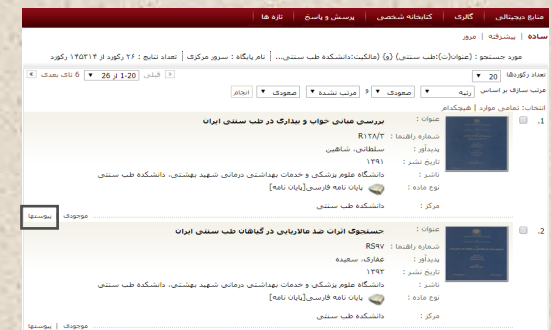 منابع دیجیتالی | گالری | کتابخانه شخصی | پرسش و پاسخ | تازه ها
ساده | پیشرفته | مرور
مورد جستجو : (عنوان(ت):طب سنتی) {و} (مالکیت:دانشکده طب سنتی... نام پایگاه : سرور مرکزی تعداد نتایج : ۲۶ رکورد از ۱۴۵۳۱۴ رکورد
تعداد رکوردها 20 قبلی 1-20 از 26 6 تای بعدی
مرتب سازی بر اساس رتبه صعودی و مرتب نشده صعودی انجام
انتخاب: تمامی موارد | هیچکدام
1. عنوان : بررسی مبانی خواب و بیداری در طب سنتی ایران
شماره راهنما : R۱۲۸/۳
پدیدآور : سلطانی، شاهین
تاریخ نشر : ۱۳۹۱
ناشر : دانشگاه علوم پزشکی و خدمات بهداشتی درمانی شهید بهشتی، دانشکده طب سنتی
نوع ماده : پایان نامه فارسی[پایان نامه]
مرکز : دانشکده طب سنتی
موجودی پیوستها
2. عنوان : جستجوی اثرات ضد مالاریایی در گیاهان طب سنتی ایران
شماره راهنما : RS۹۷
پدیدآور : غفاری، سعیده
تاریخ نشر : ۱۳۹۳
ناشر : دانشگاه علوم پزشکی و خدمات بهداشتی درمانی شهید بهشتی، دانشکده طب سنتی
نوع ماده : پایان نامه فارسی[پایان نامه]
مرکز : دانشکده طب سنتی
موجودی | پیوستها